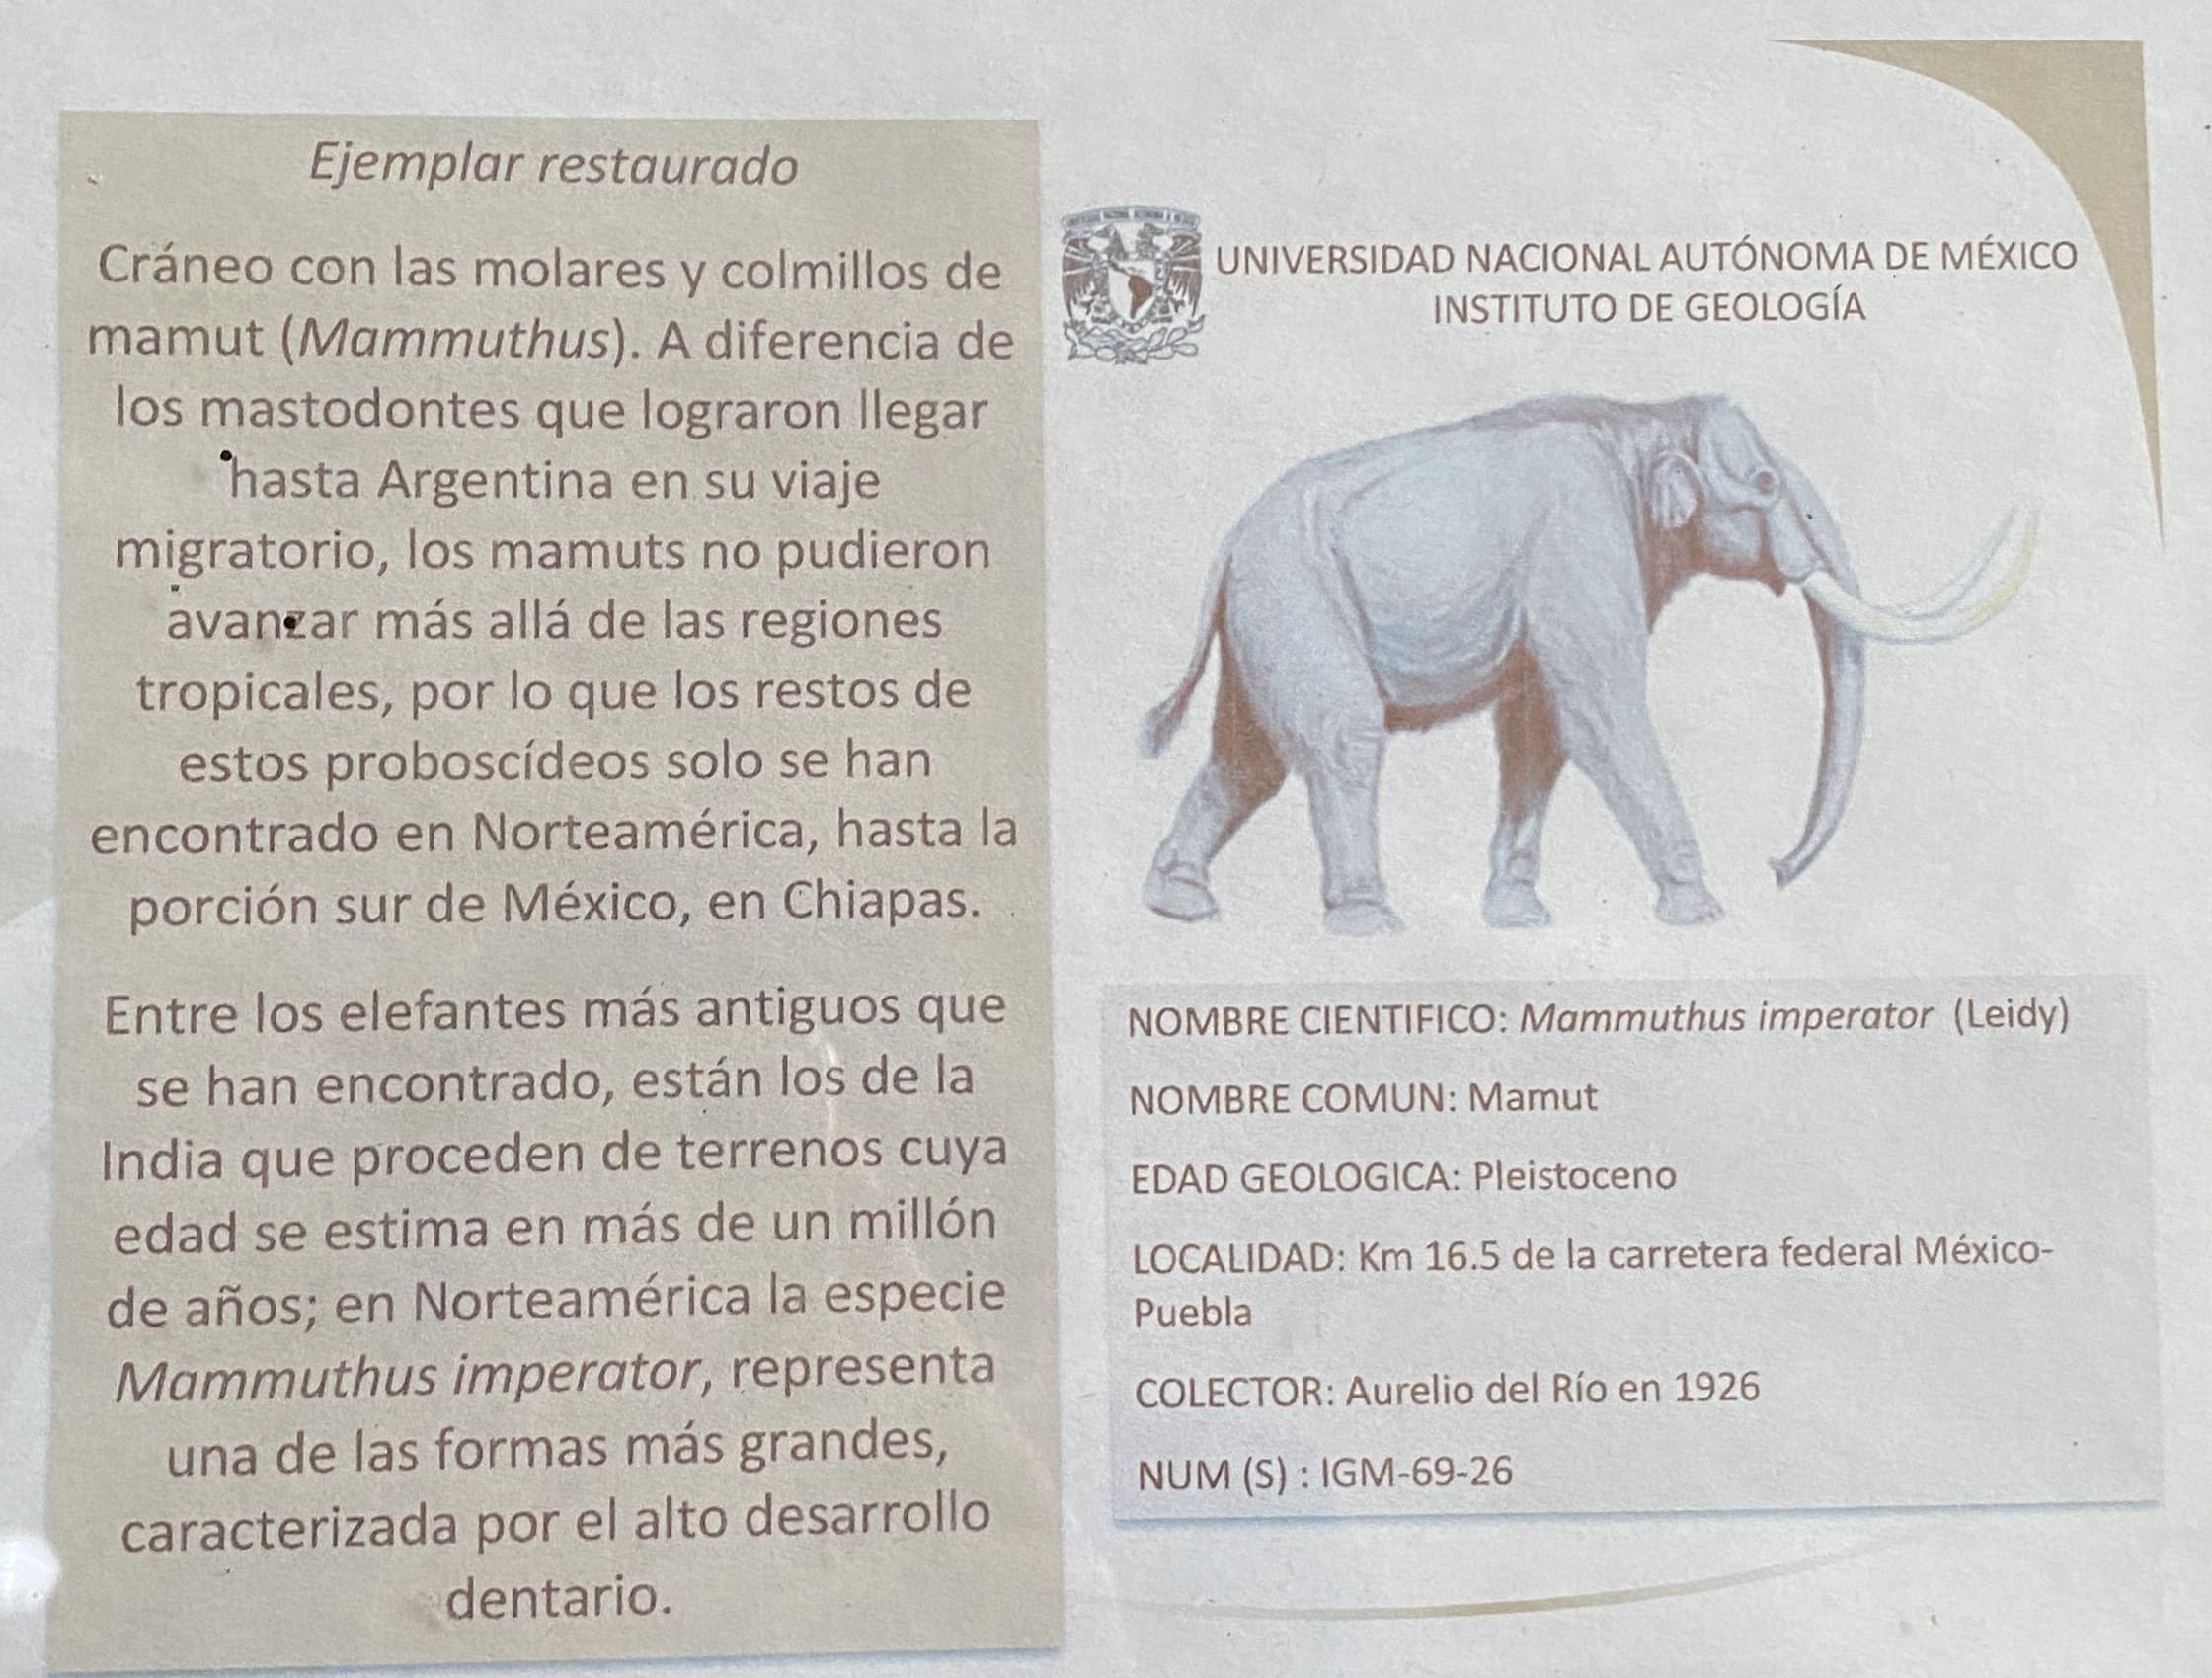 Ejemplar restaurado
Cráneo con las molares y colmillos de
mamut (Mammuthus). A diferencia de
los mastodontes que lograron llegar
hasta Argentina en su viaje
migratorio, los mamuts no pudieron
avanzar más allá de las regiones
tropicales, por lo que los restos de
estos proboscídeos solo se han
encontrado en Norteamérica, hasta la
porción sur de México, en Chiapas.
Entre los elefantes más antiguos que
se han encontrado, están los de la
India que proceden de terrenos cuya
edad se estima en más de un millón
de años; en Norteamérica la especie
Mammuthus imperator, representa
una de las formas más grandes,
caracterizada por el alto desarrollo
dentario.
UNIVERSIDAD NACIONAL AUTÓNOMA DE MÉXICO
INSTITUTO DE GEOLOGÍA
NOMBRE CIENTIFICO: Mammuthus imperator (Leidy)
NOMBRE COMUN: Mamut
EDAD GEOLOGICA: Pleistoceno
LOCALIDAD: Km 16.5 de la carretera federal México-
Puebla
COLECTOR: Aurelio del Río en 1926
NUM (S) : IGM-69-26